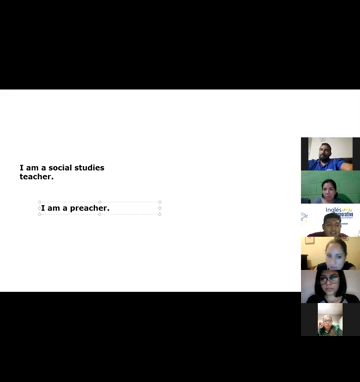 I am a social studies
teacher.
I am a preacher.
Inglés